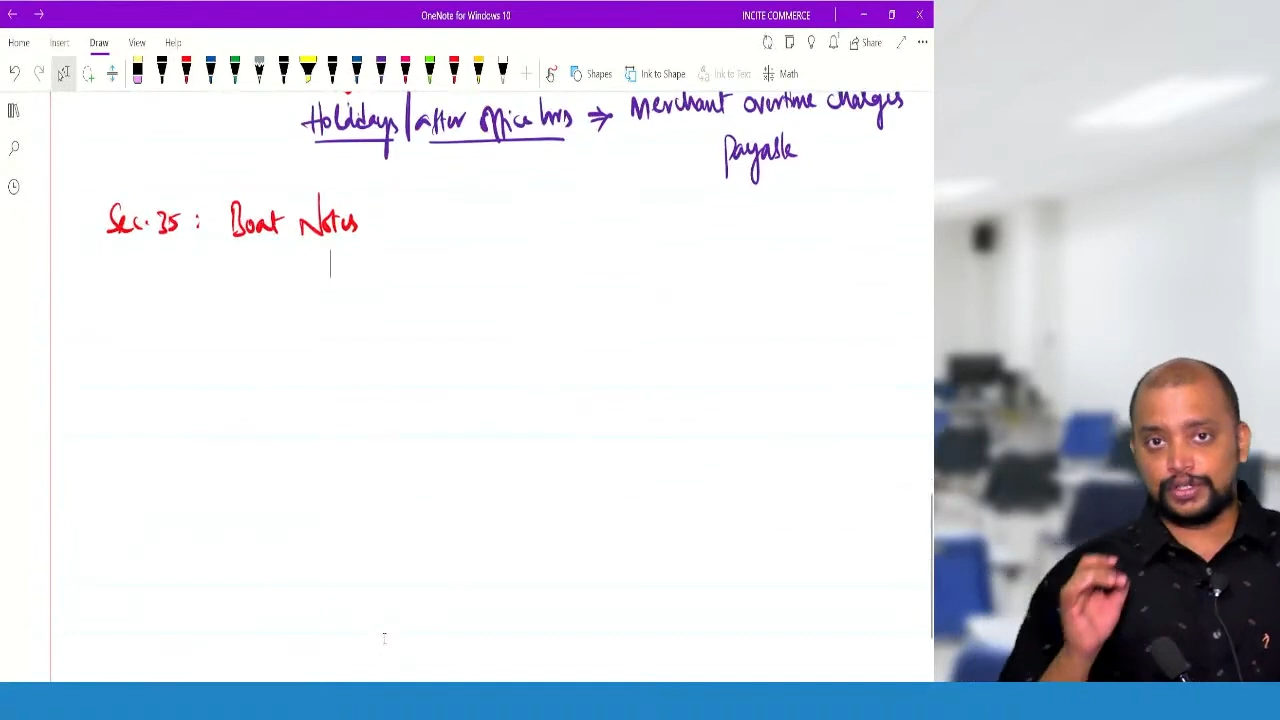 OneNote for Windows 10
INCITE COMMERCE
Home Insert Draw View Help
Share
Shapes Ink to Shape Ink to Text Math
Holidays / after office hrs ⇒ Merchant overtime charges
payable
Sec. 35 : Boat Notes